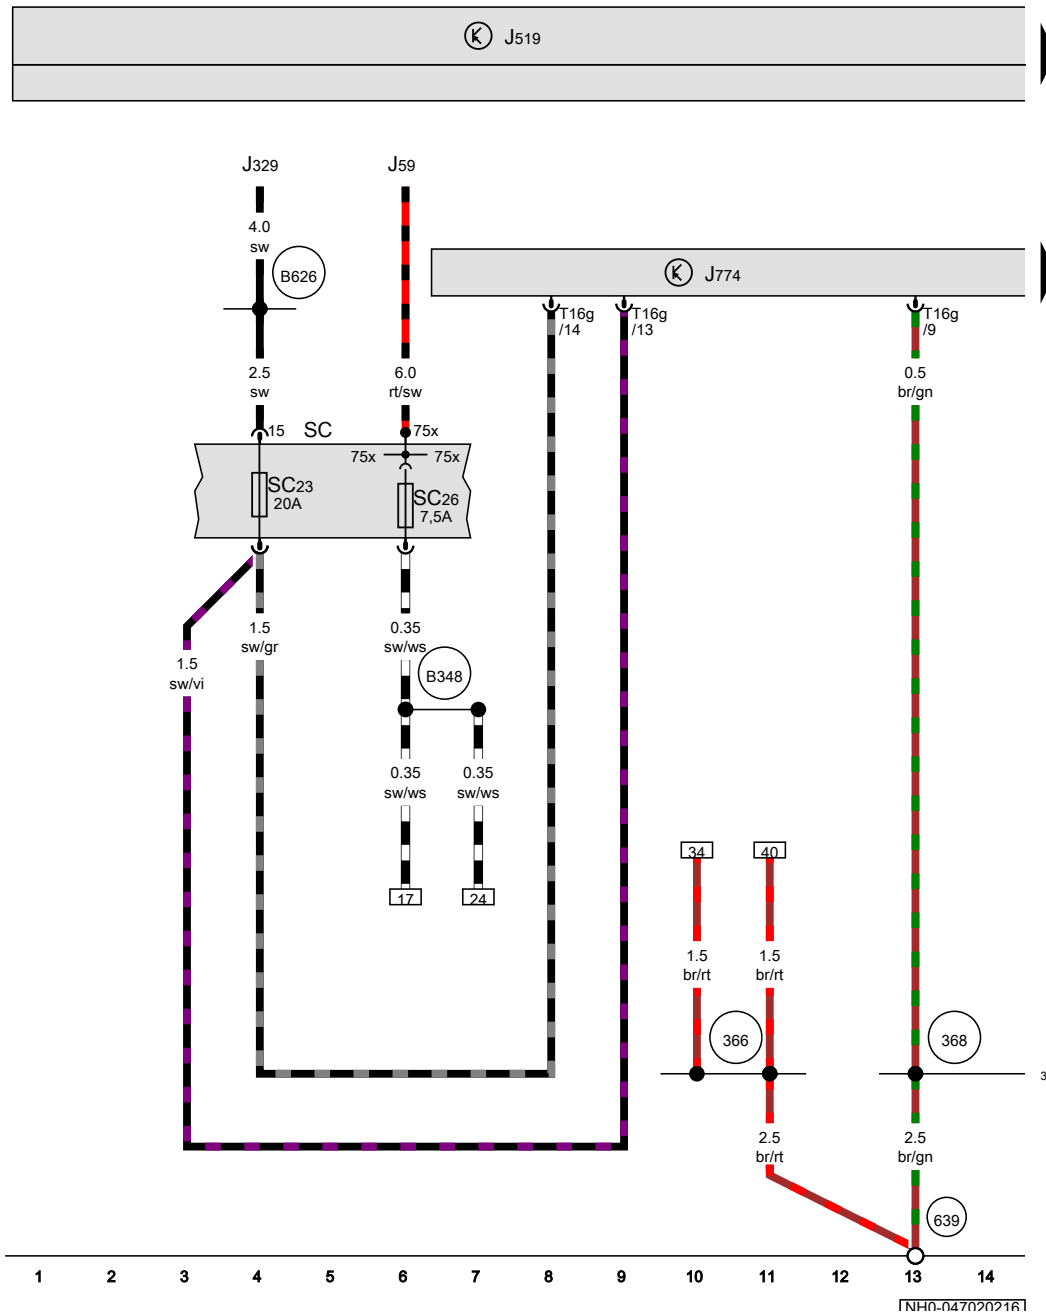 J519
J329
J59
4.0
sw
B626
J774
T16g
/14
T16g
/13
T16g
/9
2.5
sw
6.0
rt/sw
0.5
br/gn
15
SC
75x
75x
75x
SC23
20A
SC26
7,5A
1.5
sw/gr
0.35
sw/ws
1.5
sw/vi
B348
0.35
sw/ws
0.35
sw/ws
34
40
17
24
1.5
br/rt
1.5
br/rt
366
368
3
2.5
br/rt
2.5
br/gn
639
1 2 3 4 5 6 7 8 9 10 11 12 13 14
NH0-047020216